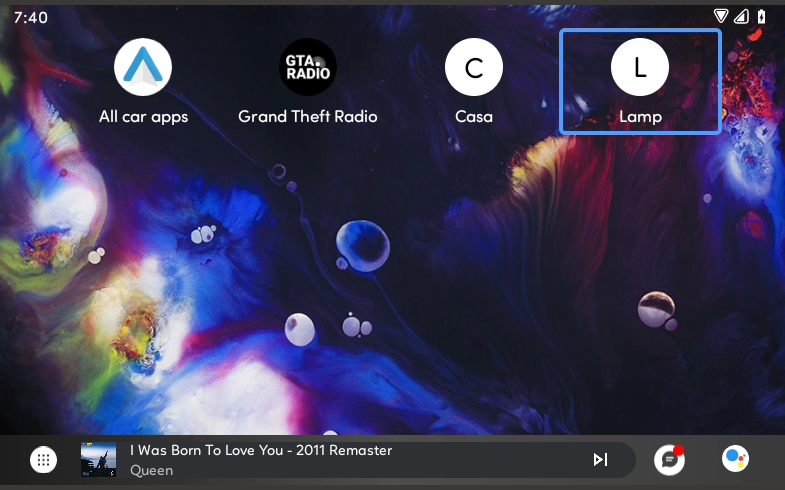 7:40
GTA
RADIO
C
L
All car apps
Grand Theft Radio
Casa
Lamp
I Was Born To Love You - 2011 Remaster
Queen